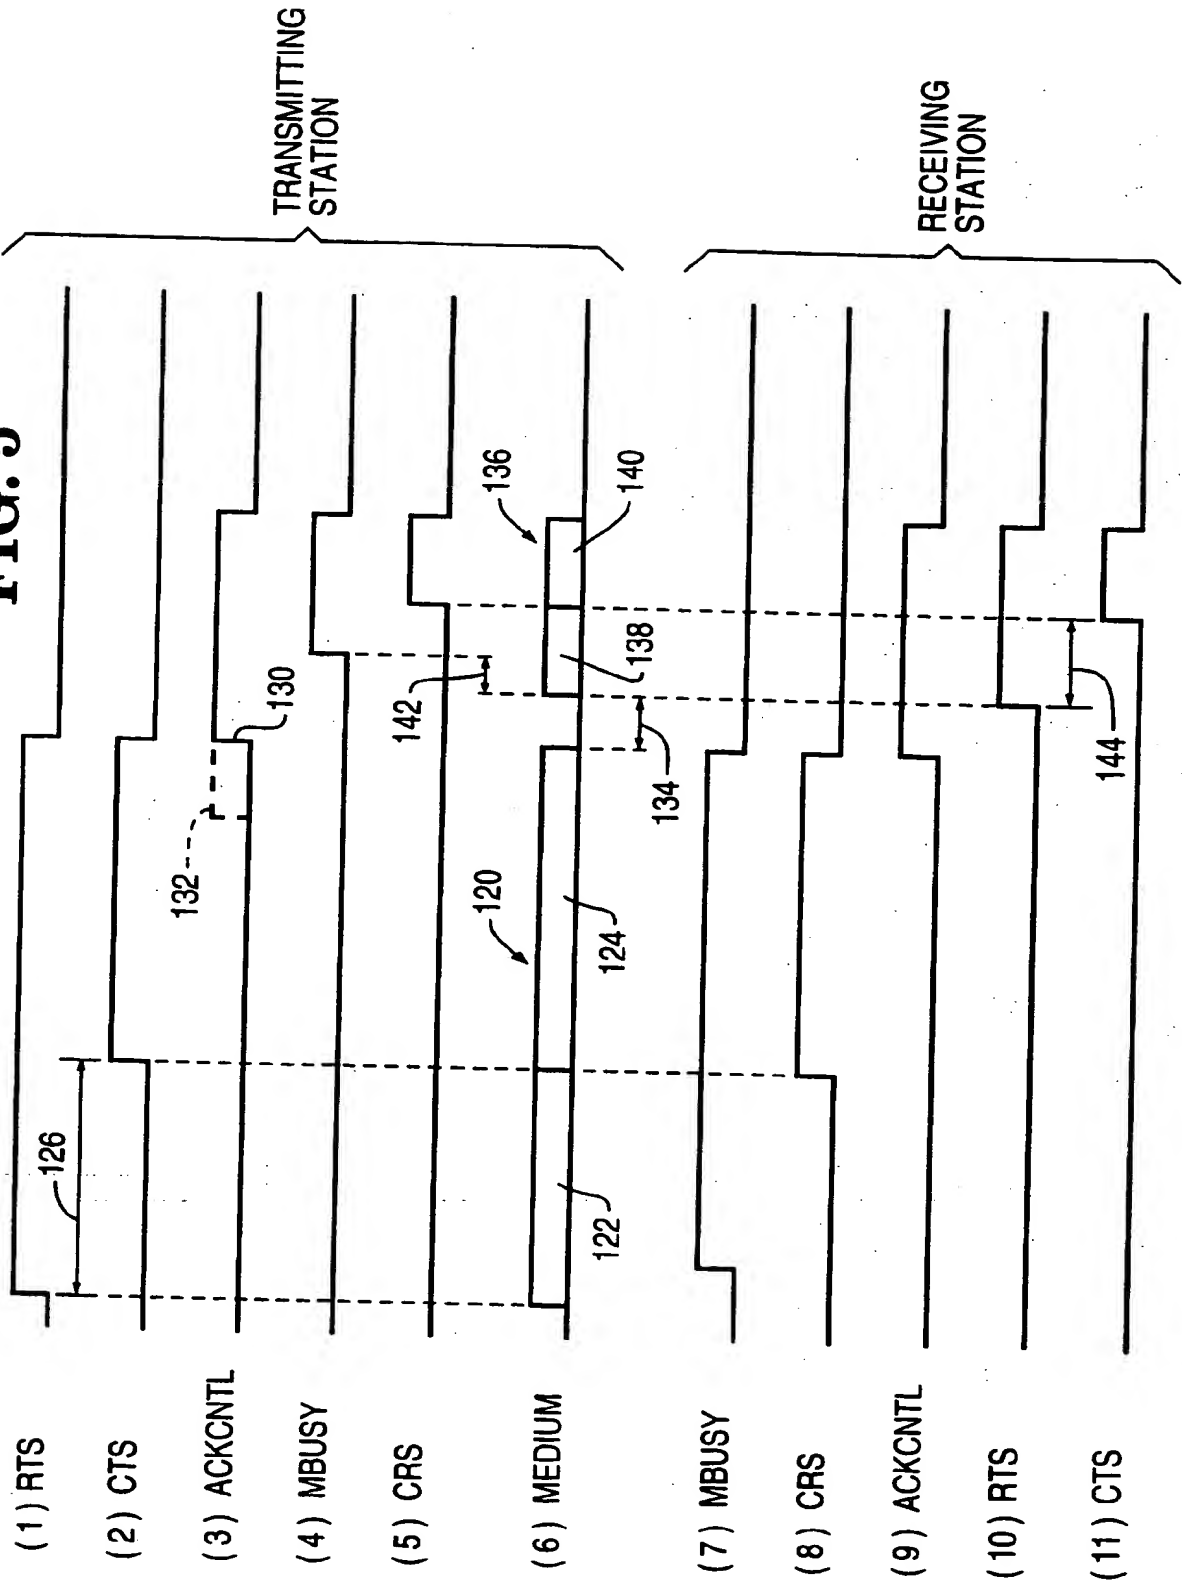 FIG. 5
(1) RTS
(2) CTS
(3) ACKCNTL
(4) MBUSY
(5) CRS
(6) MEDIUM
(7) MBUSY
(8) CRS
(9) ACKCNTL
(10) RTS
(11) CTS
126
132
130
142
120
122
124
134
136
138
140
144
TRANSMITTING
STATION
RECEIVING
STATION